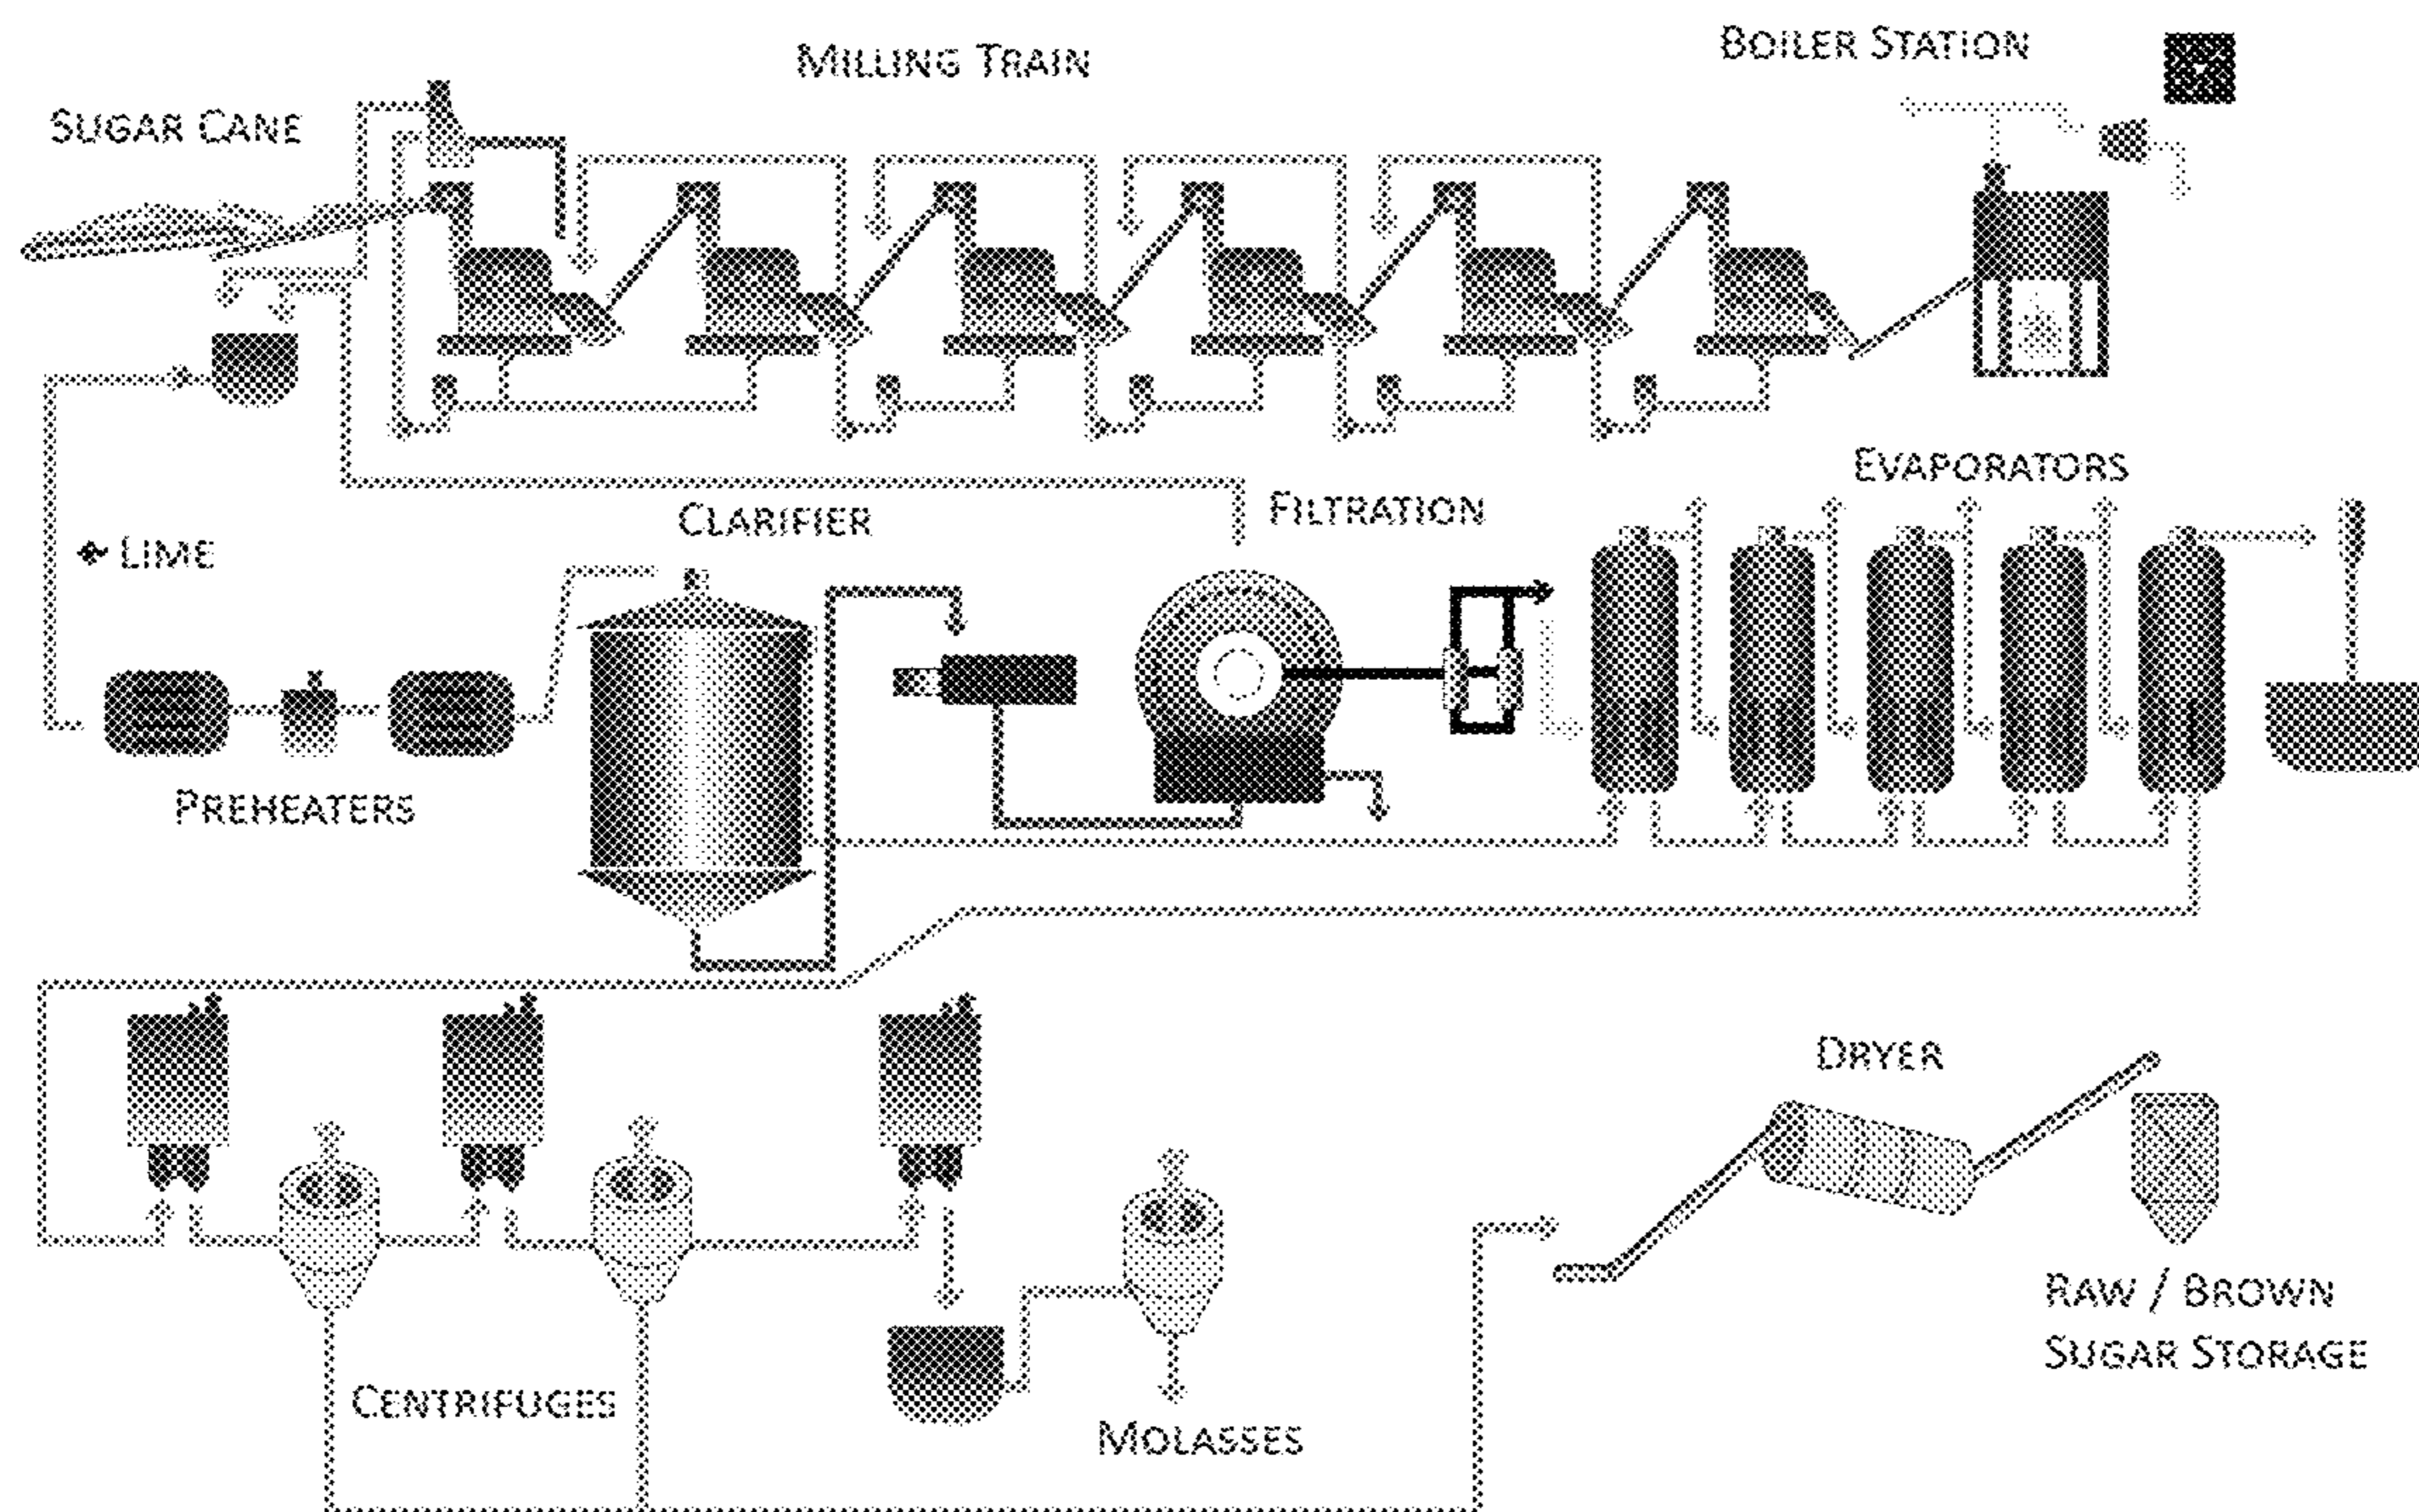 MILLING TRAIN
BOILER STATION
SUGAR CANE
EVAPORATORS
FILTRATION
CLARIFIER
LIME
PREHEATERS
DRYER
RAW / BROWN
SUGAR STORAGE
CENTRIFUGES
MOLASSES